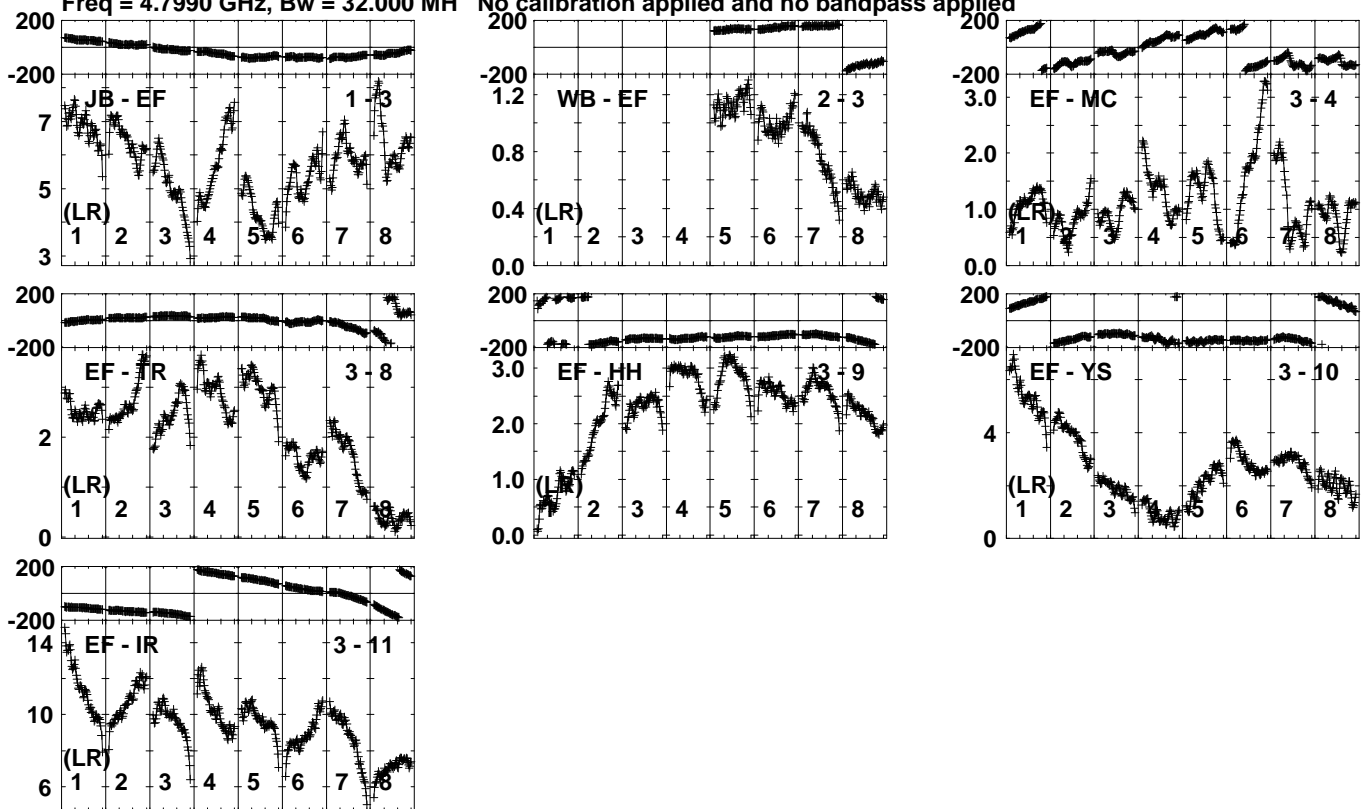 Freq = 4.7990 GHz, Bw = 32.000 MH No calibration applied and no bandpass applied
200
-200
JB - EF 1 - 3
7
5
3
(LR)
1 2 3 4 5 6 7 8
200
-200
WB - EF 2 - 3
1.2
0.8
0.4
0.0
(LR)
1 2 3 4 5 6 7 8
200
-200
EF - MC 3 - 4
3.0
2.0
1.0
0.0
(LR)
1 2 3 4 5 6 7 8
200
-200
EF - TR 3 - 8
2
0
(LR)
1 2 3 4 5 6 7 8
200
-200
EF - HH 3 - 9
3.0
2.0
1.0
0.0
(LR)
1 2 3 4 5 6 7 8
200
-200
EF - YS 3 - 10
4
0
(LR)
1 2 3 4 5 6 7 8
200
-200
EF - IR 3 - 11
14
10
6
(LR)
1 2 3 4 5 6 7 8